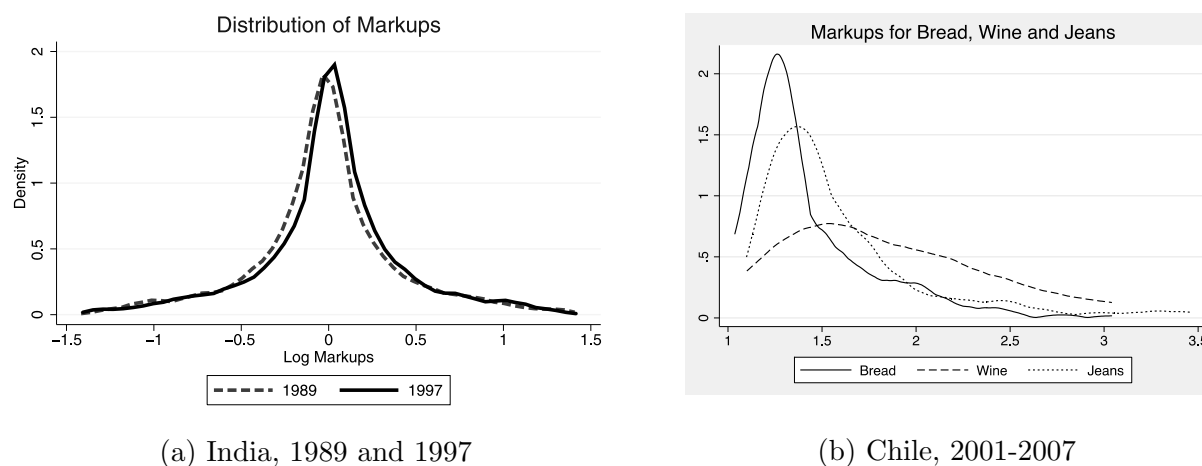 Distribution of Markups
2
1.5
Density
1
0.5
0
−1.5 −1 −0.5 0 0.5 1 1.5
Log Markups
1989 1997
(a) India, 1989 and 1997
Markups for Bread, Wine and Jeans
2
1.5
1
.5
0
1 1.5 2 2.5 3 3.5
Bread Wine Jeans
(b) Chile, 2001-2007